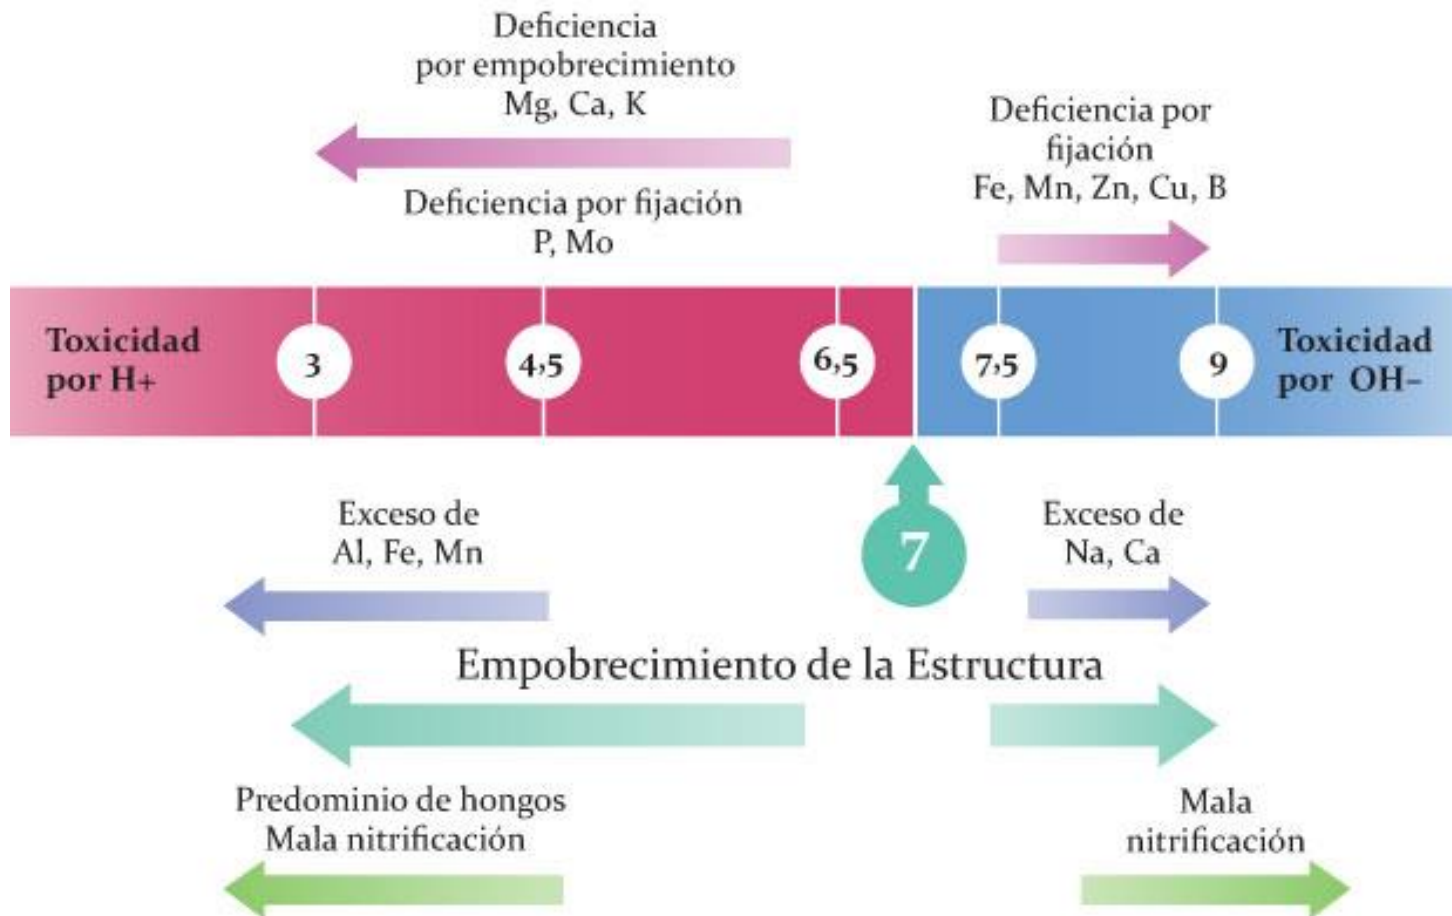 Deficiencia
por empobrecimiento
Mg, Ca, K
Deficiencia por fijación
P, Mo
Deficiencia por
fijación
Fe, Mn, Zn, Cu, B
Toxicidad
por H+
3
4,5
6,5
7,5
9
Toxicidad
por OH−
7
Exceso de
Al, Fe, Mn
Exceso de
Na, Ca
Empobrecimiento de la Estructura
Predominio de hongos
Mala nitrificación
Mala
nitrificación